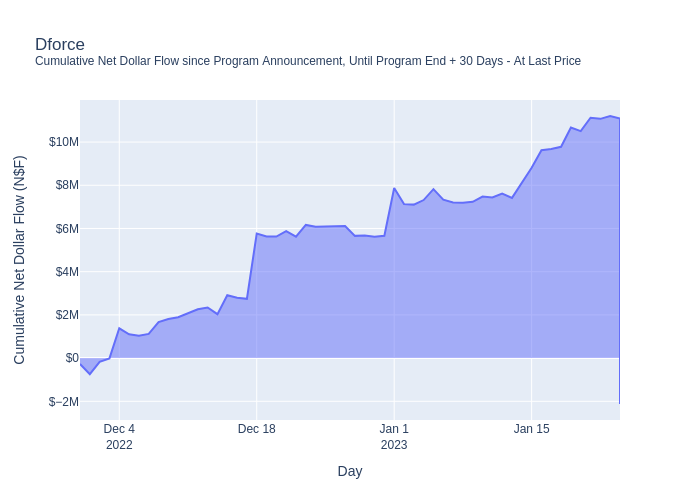 Dforce
Cumulative Net Dollar Flow since Program Announcement, Until Program End + 30 Days - At Last Price
Cumulative Net Dollar Flow (N$F)
$10M
$8M
$6M
$4M
$2M
$0
$−2M
Dec 4
2022
Dec 18
Jan 1
2023
Jan 15
Day